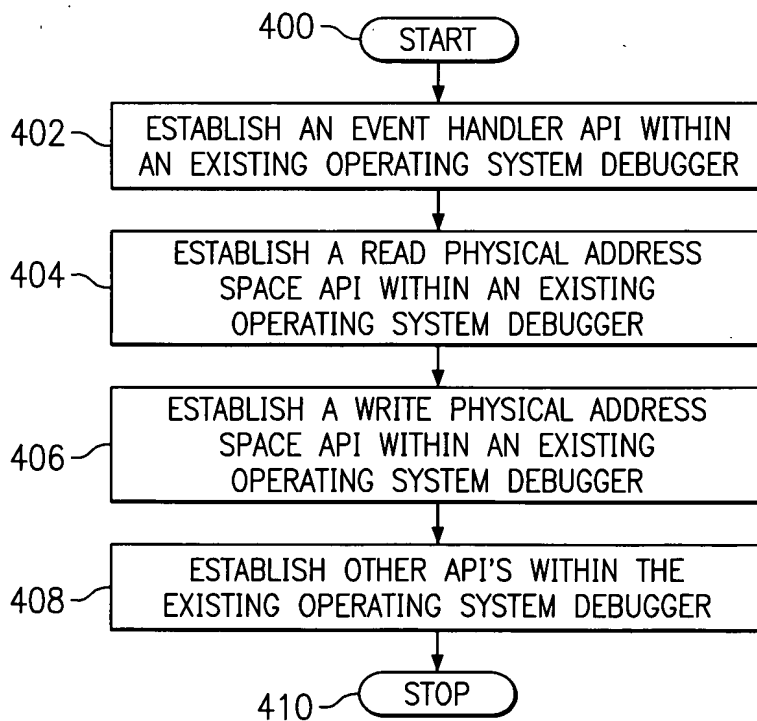 400 START
402 ESTABLISH AN EVENT HANDLER API WITHIN
AN EXISTING OPERATING SYSTEM DEBUGGER
ESTABLISH A READ PHYSICAL ADDRESS
404 SPACE API WITHIN AN EXISTING
OPERATING SYSTEM DEBUGGER
ESTABLISH A WRITE PHYSICAL ADDRESS
406 SPACE API WITHIN AN EXISTING
OPERATING SYSTEM DEBUGGER
ESTABLISH OTHER API'S WITHIN THE
408 EXISTING OPERATING SYSTEM DEBUGGER
410 STOP